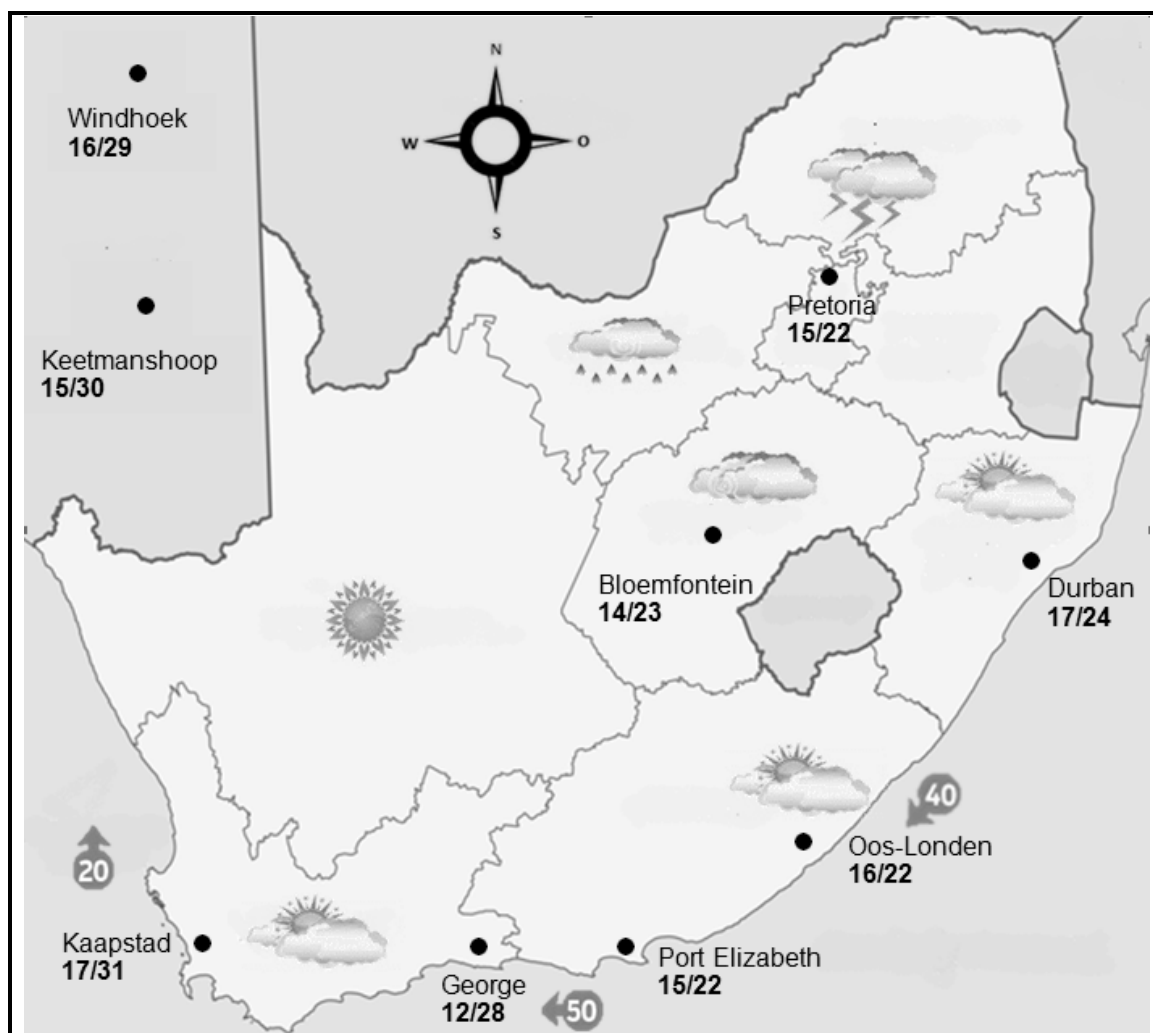 N
W
O
S
Windhoek
16/29
Keetmanshoop
15/30
Pretoria
15/22
Bloemfontein
14/23
Durban
17/24
40
Oos-Londen
16/22
20
Kaapstad
17/31
George
12/28
50
Port Elizabeth
15/22